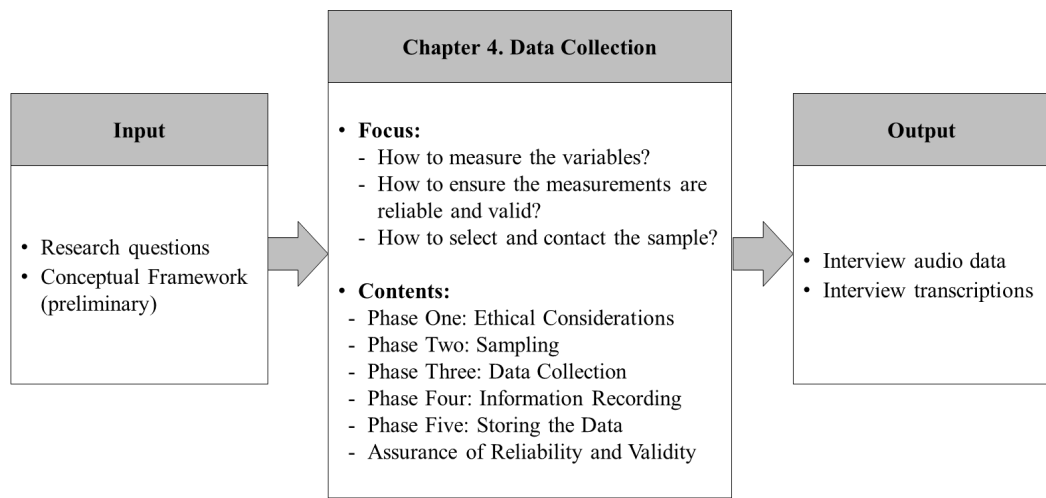 Input
• Research questions
• Conceptual Framework
(preliminary)
Chapter 4. Data Collection
• Focus:
- How to measure the variables?
- How to ensure the measurements are
reliable and valid?
- How to select and contact the sample?
• Contents:
- Phase One: Ethical Considerations
- Phase Two: Sampling
- Phase Three: Data Collection
- Phase Four: Information Recording
- Phase Five: Storing the Data
- Assurance of Reliability and Validity
Output
• Interview audio data
• Interview transcriptions